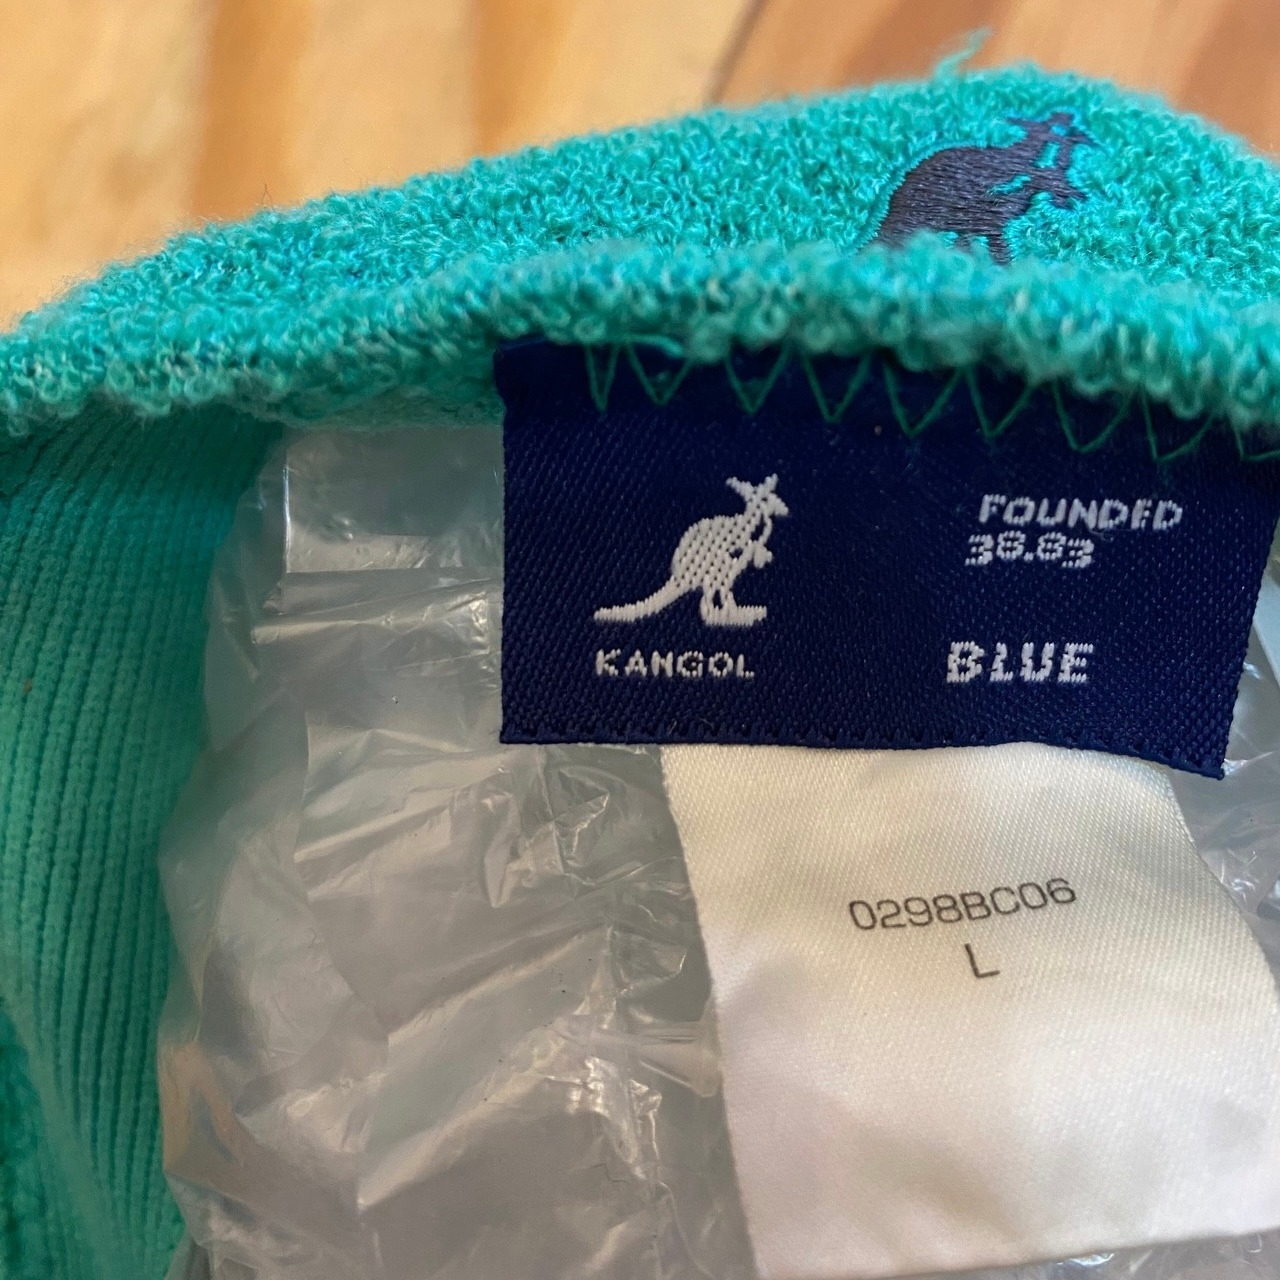 KANGOL
FOUNDED
38.83
BLUE
0298BC06
L